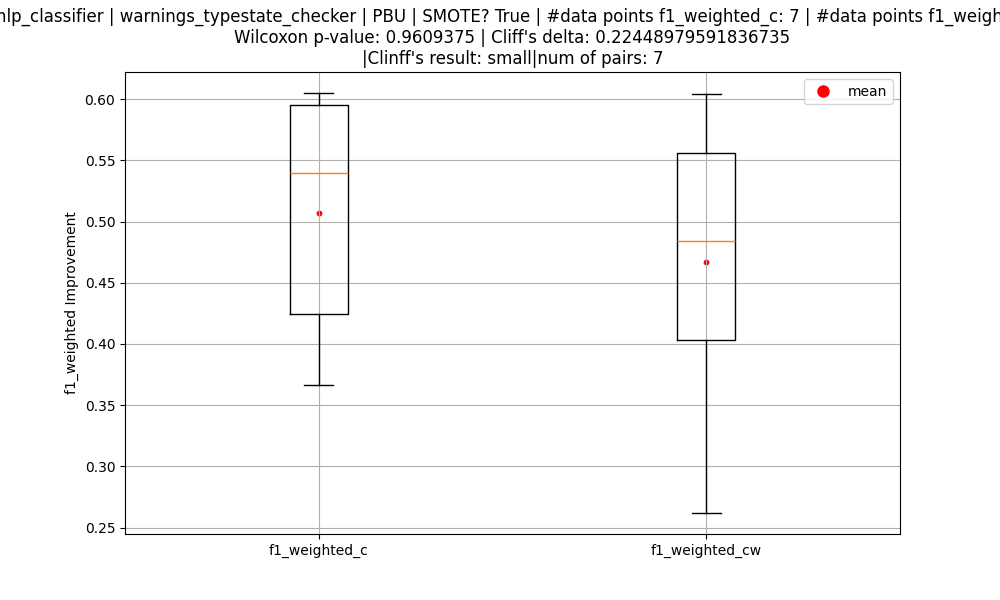 nlp_classifier | warnings_typestate_checker | PBU | SMOTE? True | #data points f1_weighted_c: 7 | #data points f1_weigh
Wilcoxon p-value: 0.9609375 | Cliff's delta: 0.22448979591836735
|Clinff's result: small|num of pairs: 7
mean
f1_weighted Improvement
0.60
0.55
0.50
0.45
0.40
0.35
0.30
0.25
f1_weighted_c
f1_weighted_cw